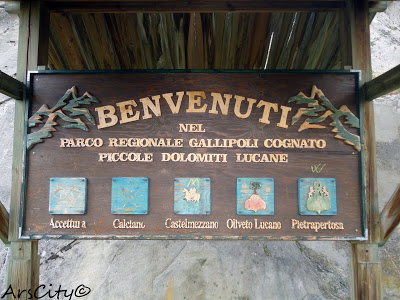 BENVENUTI
NEL
PARCO REGIONALE GALLIPOLI COGNATO
PICCOLE DOLOMITI LUCANE
Accettura Calciano Castelmezzano Oliveto Lucano Pietrapertosa
ArsCity©